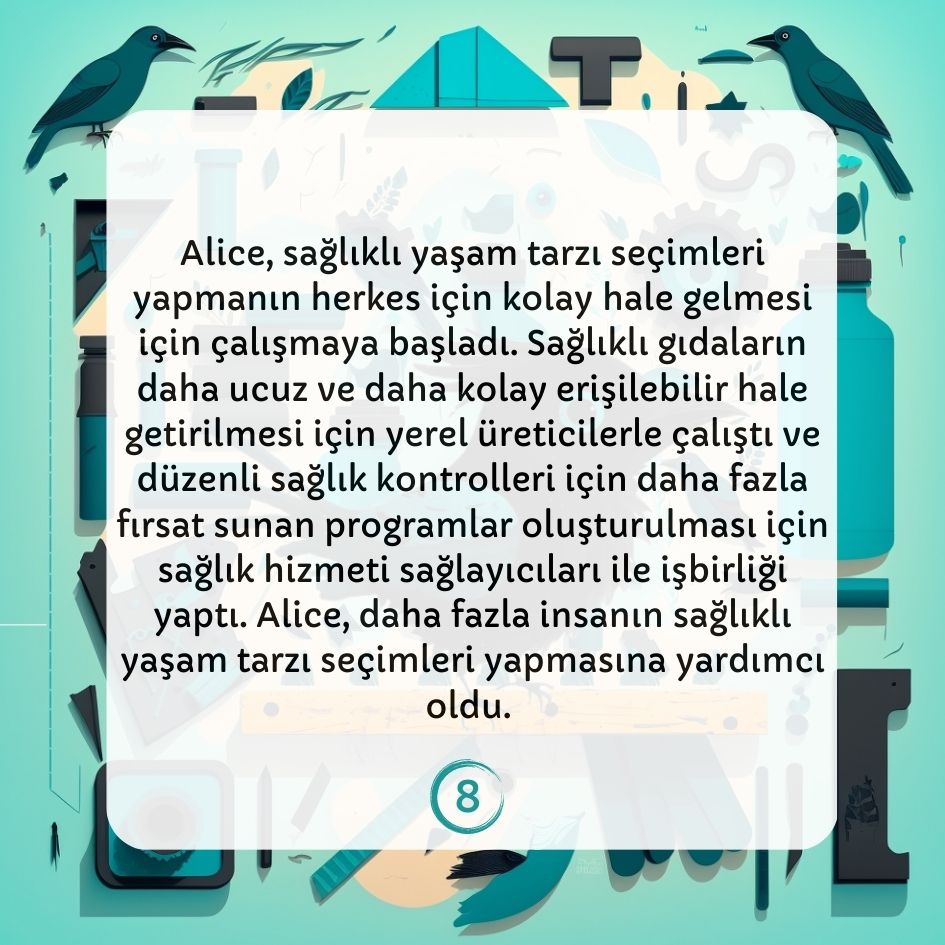 Alice, sağlıklı yaşam tarzı seçimleri
yapmanın herkes için kolay hale gelmesi
için çalışmaya başladı. Sağlıklı gıdaların
daha ucuz ve daha kolay erişilebilir hale
getirilmesi için yerel üreticilerle çalıştı ve
düzenli sağlık kontrolleri için daha fazla
fırsat sunan programlar oluşturulması için
sağlık hizmeti sağlayıcıları ile işbirliği
yaptı. Alice, daha fazla insanın sağlıklı
yaşam tarzı seçimleri yapmasına yardımcı
oldu.
8